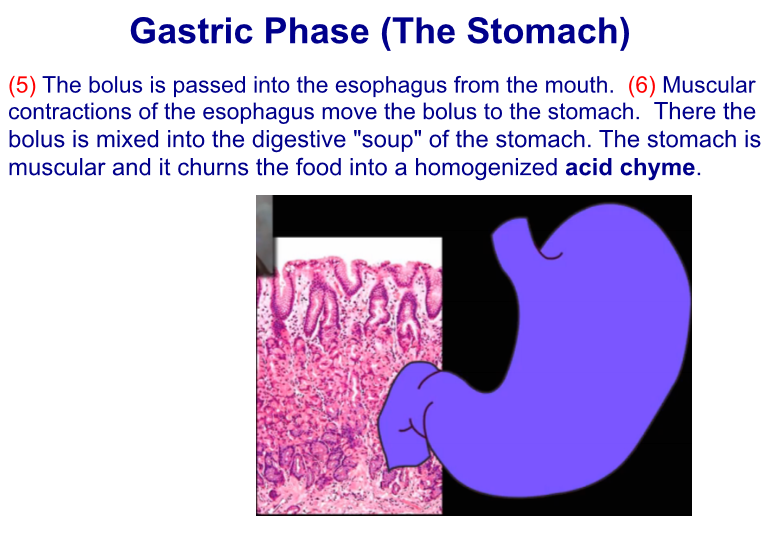 Gastric Phase (The Stomach)
(5) The bolus is passed into the esophagus from the mouth.  (6) Muscular
contractions of the esophagus move the bolus to the stomach.  There the
bolus is mixed into the digestive "soup" of the stomach. The stomach is
muscular and it churns the food into a homogenized acid chyme.